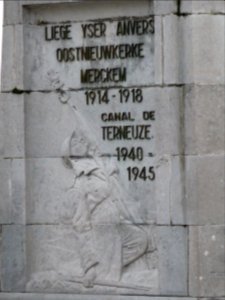 LIEGE YSER ANVERS
OOSTNIEUWKERKE
MERCKEM
1914-1918
CANAL DE
TERNEUZE.
1940-
1945